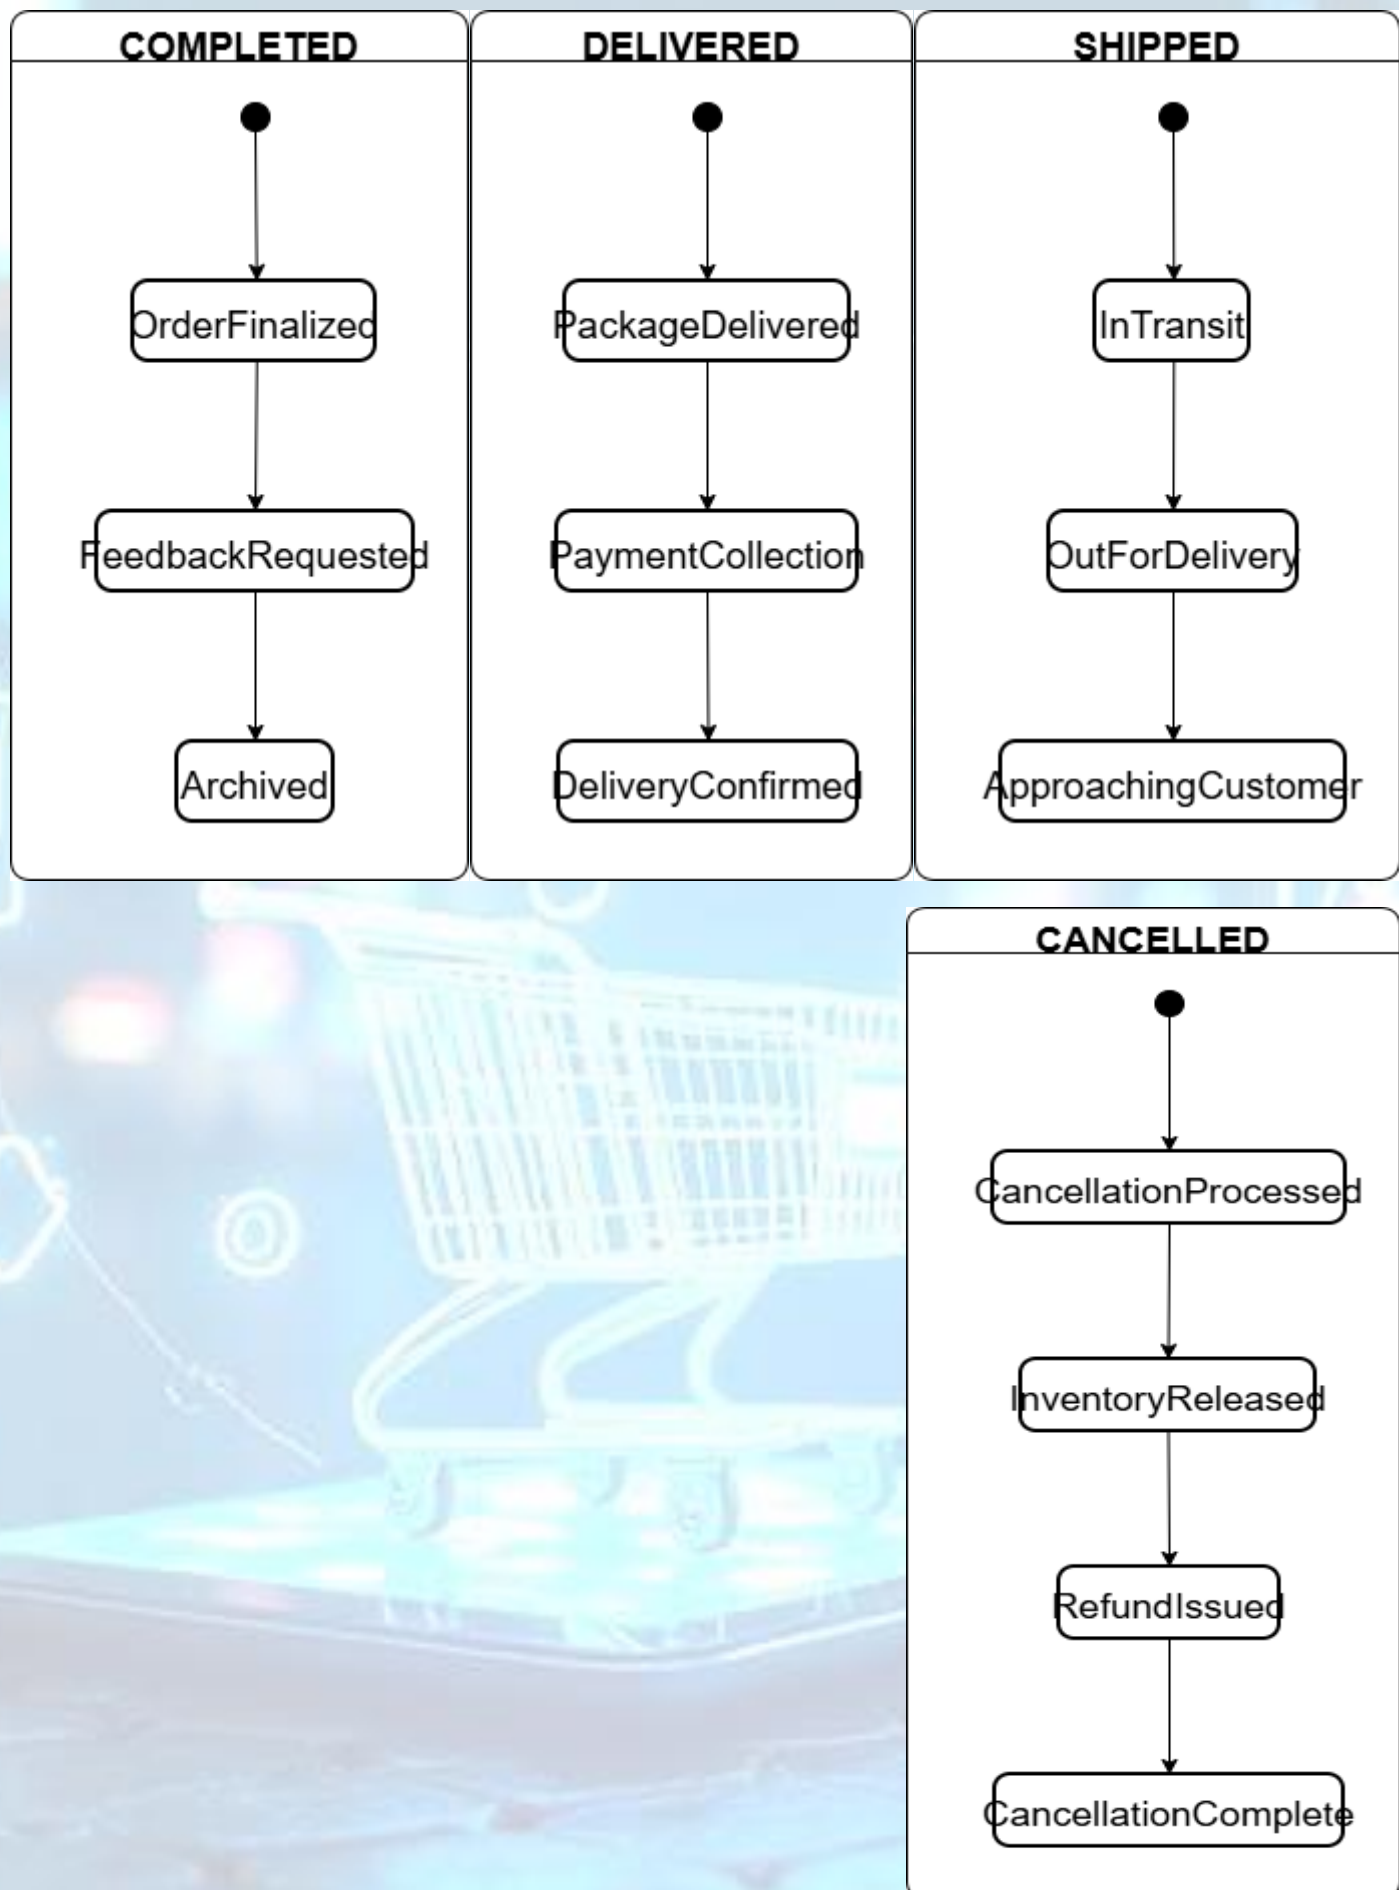 COMPLETED
OrderFinalized
FeedbackRequested
Archived
DELIVERED
PackageDelivered
PaymentCollection
DeliveryConfirmed
SHIPPED
InTransit
OutForDelivery
ApproachingCustomer
CANCELLED
CancellationProcessed
InventoryReleased
RefundIssued
CancellationComplete